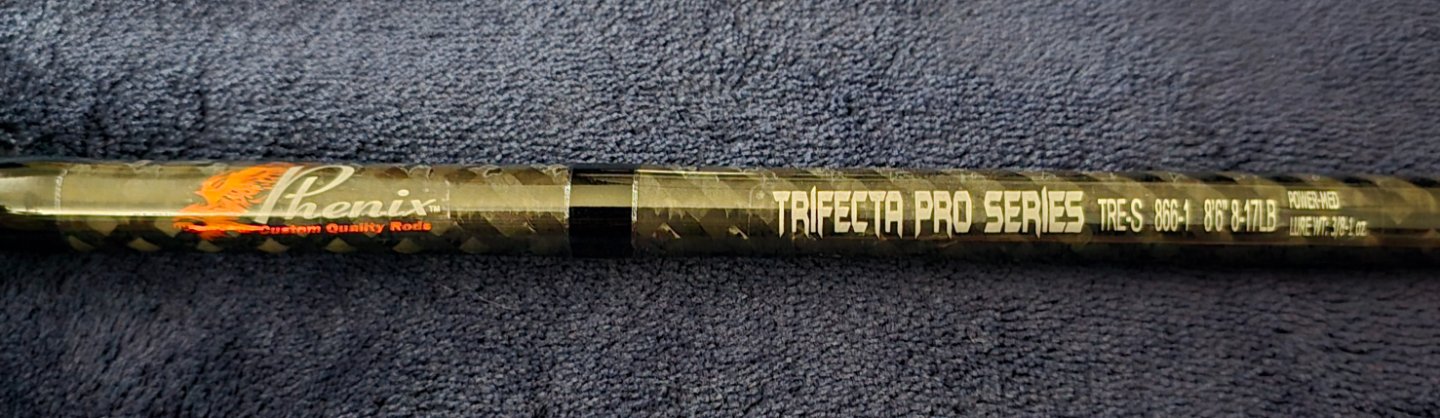 Phenix™
Custom Quality Rods
TRIFECTA PRO SERIES TRE-S 866-1 8'6" 8-17LB
POWER-MED
LURE WT: 3/8-1 oz.